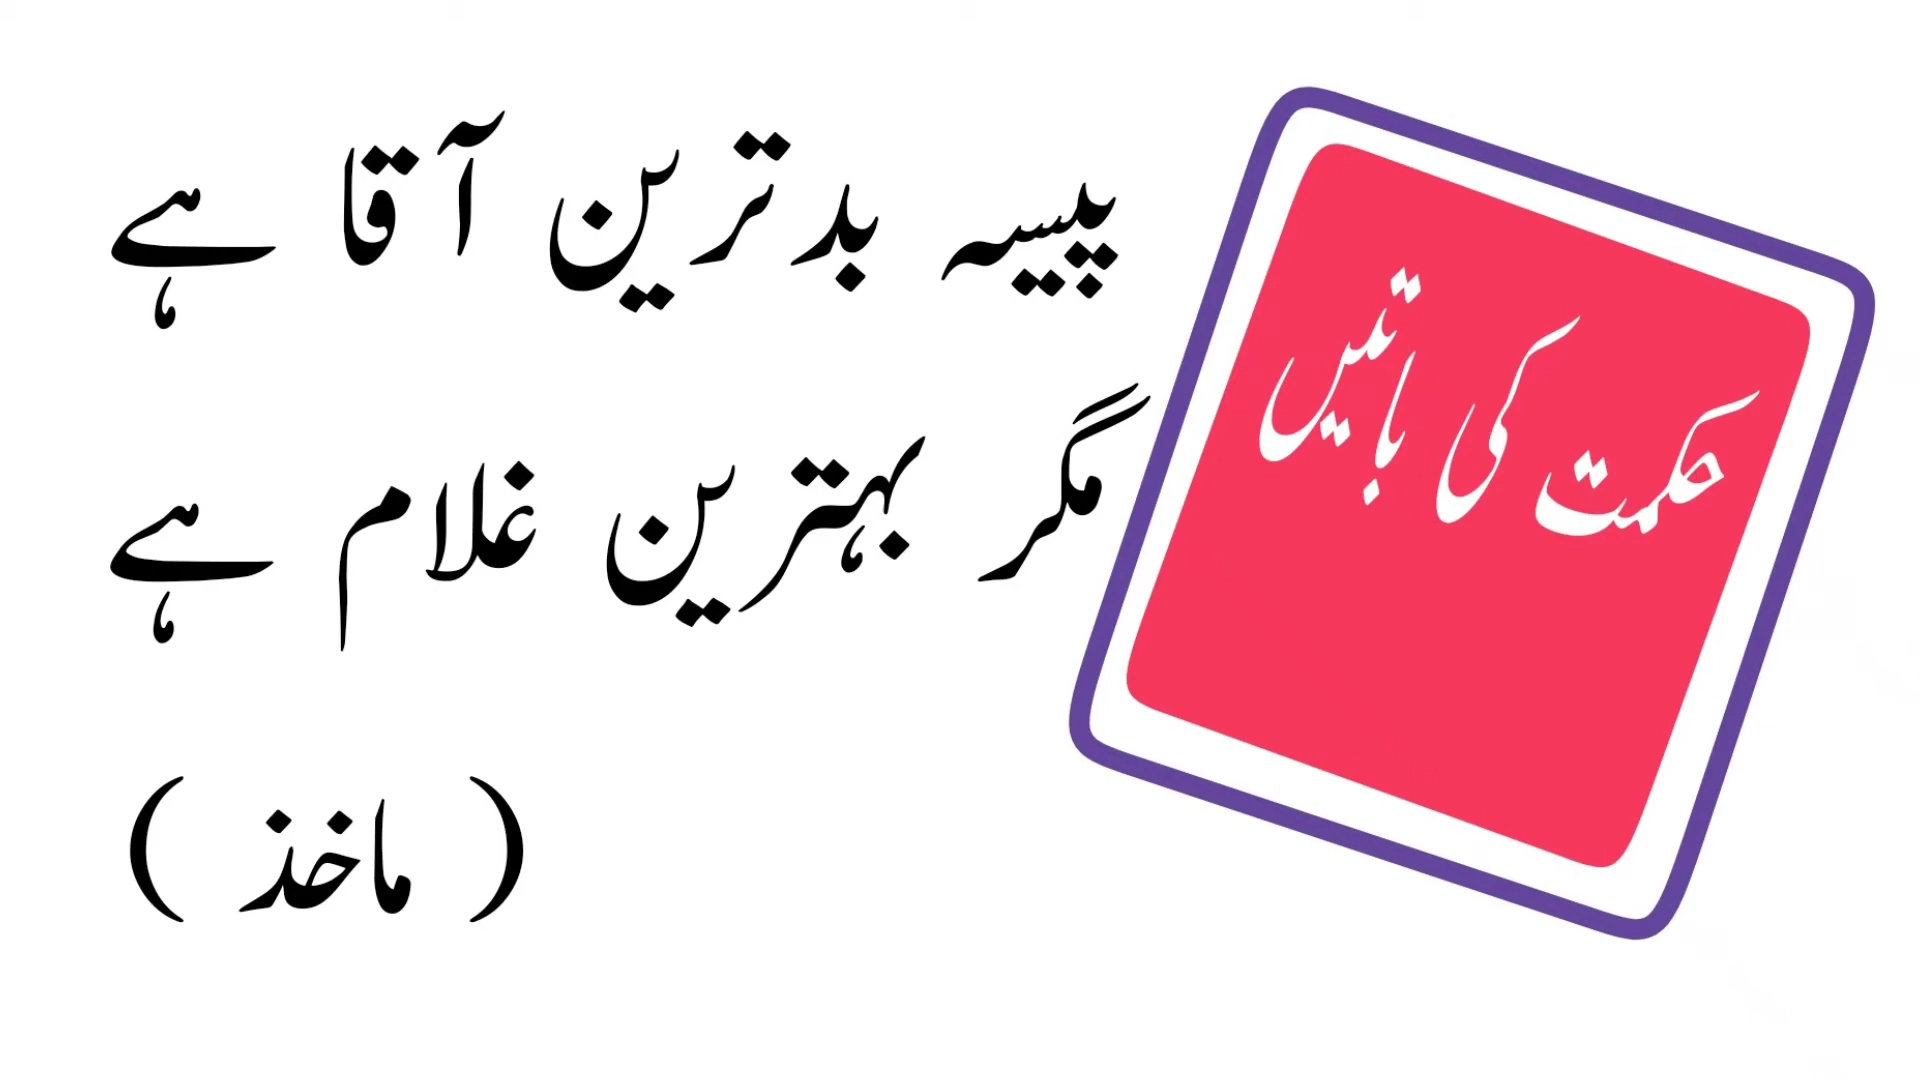 حکمت کی باتیں
پیسہ بدترین آقا ہے
مگر بہترین غلام ہے
( ماخذ )